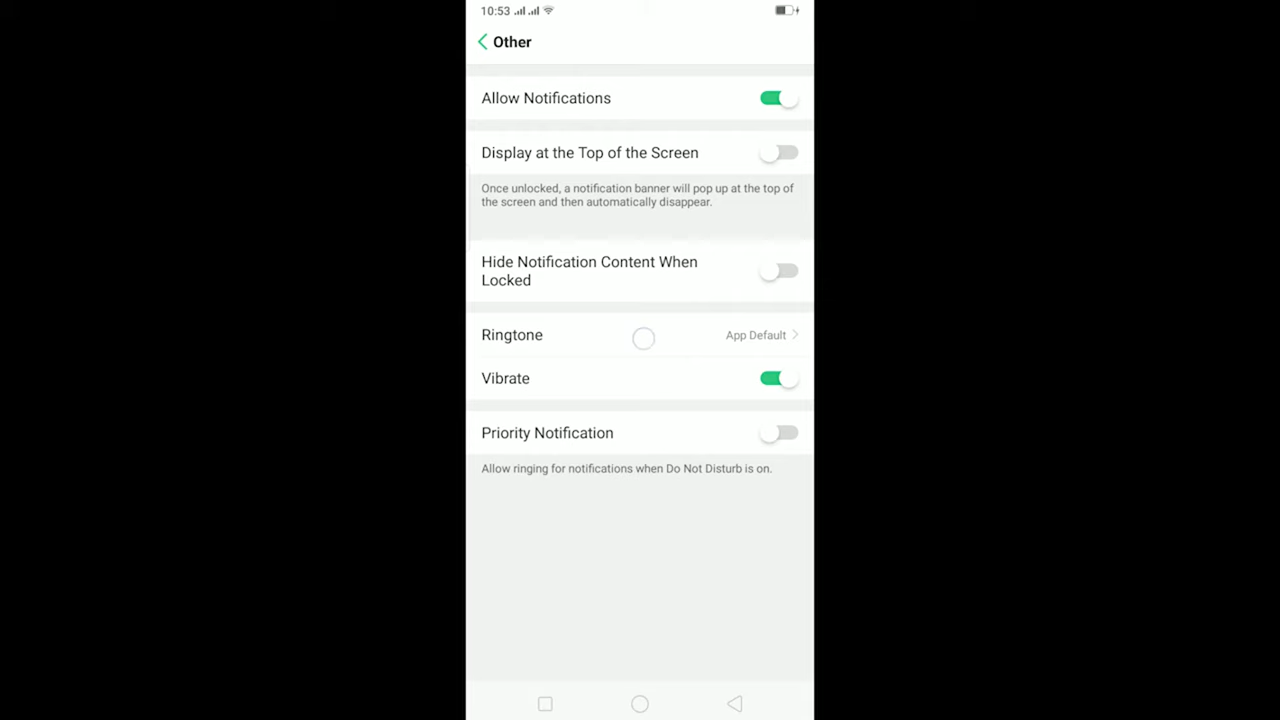 10:53
Other
Allow Notifications
Display at the Top of the Screen
Once unlocked, a notification banner will pop up at the top of
the screen and then automatically disappear.
Hide Notification Content When
Locked
Ringtone App Default
Vibrate
Priority Notification
Allow ringing for notifications when Do Not Disturb is on.